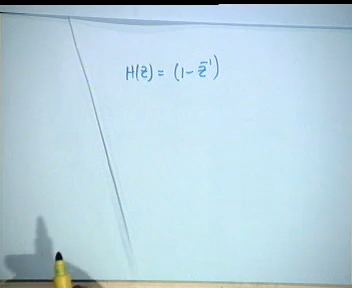 H(z) = (1 - z⁻¹)